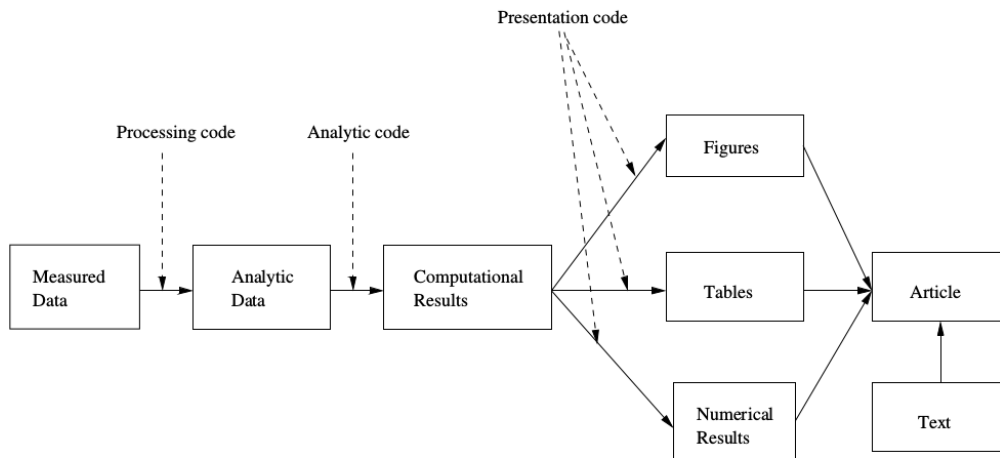 Presentation code
Processing code
Analytic code
Figures
Measured
Data
Analytic
Data
Computational
Results
Tables
Article
Numerical
Results
Text